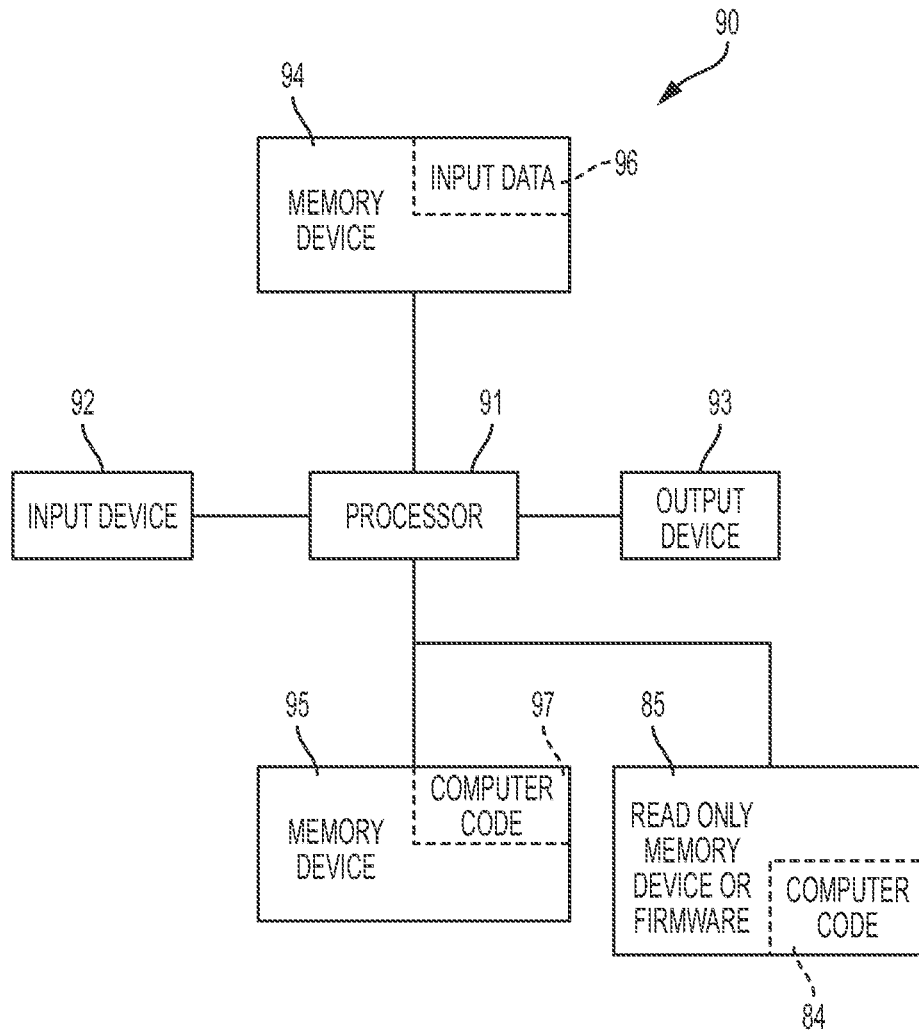 90
94
INPUT DATA
96
MEMORY
DEVICE
92
91
93
INPUT DEVICE
PROCESSOR
OUTPUT
DEVICE
95
97
85
COMPUTER
CODE
MEMORY
DEVICE
READ ONLY
MEMORY
DEVICE OR
FIRMWARE
COMPUTER
CODE
84